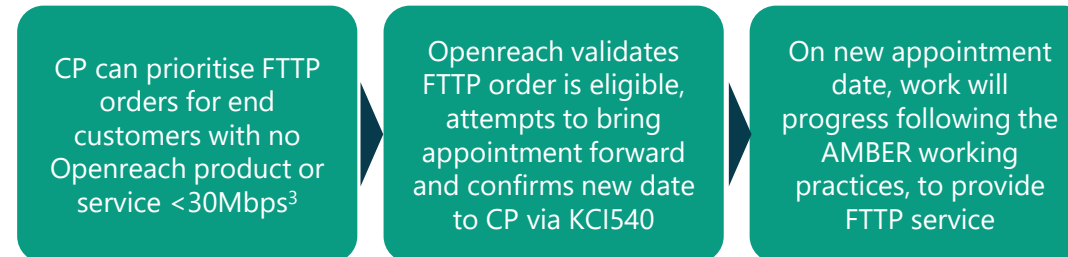 CP can prioritise FTTP
orders for end
customers with no
Openreach product or
service <30Mbps³
Openreach validates
FTTP order is eligible,
attempts to bring
appointment forward
and confirms new date
to CP via KCI540
On new appointment
date, work will
progress following the
AMBER working
practices, to provide
FTTP service